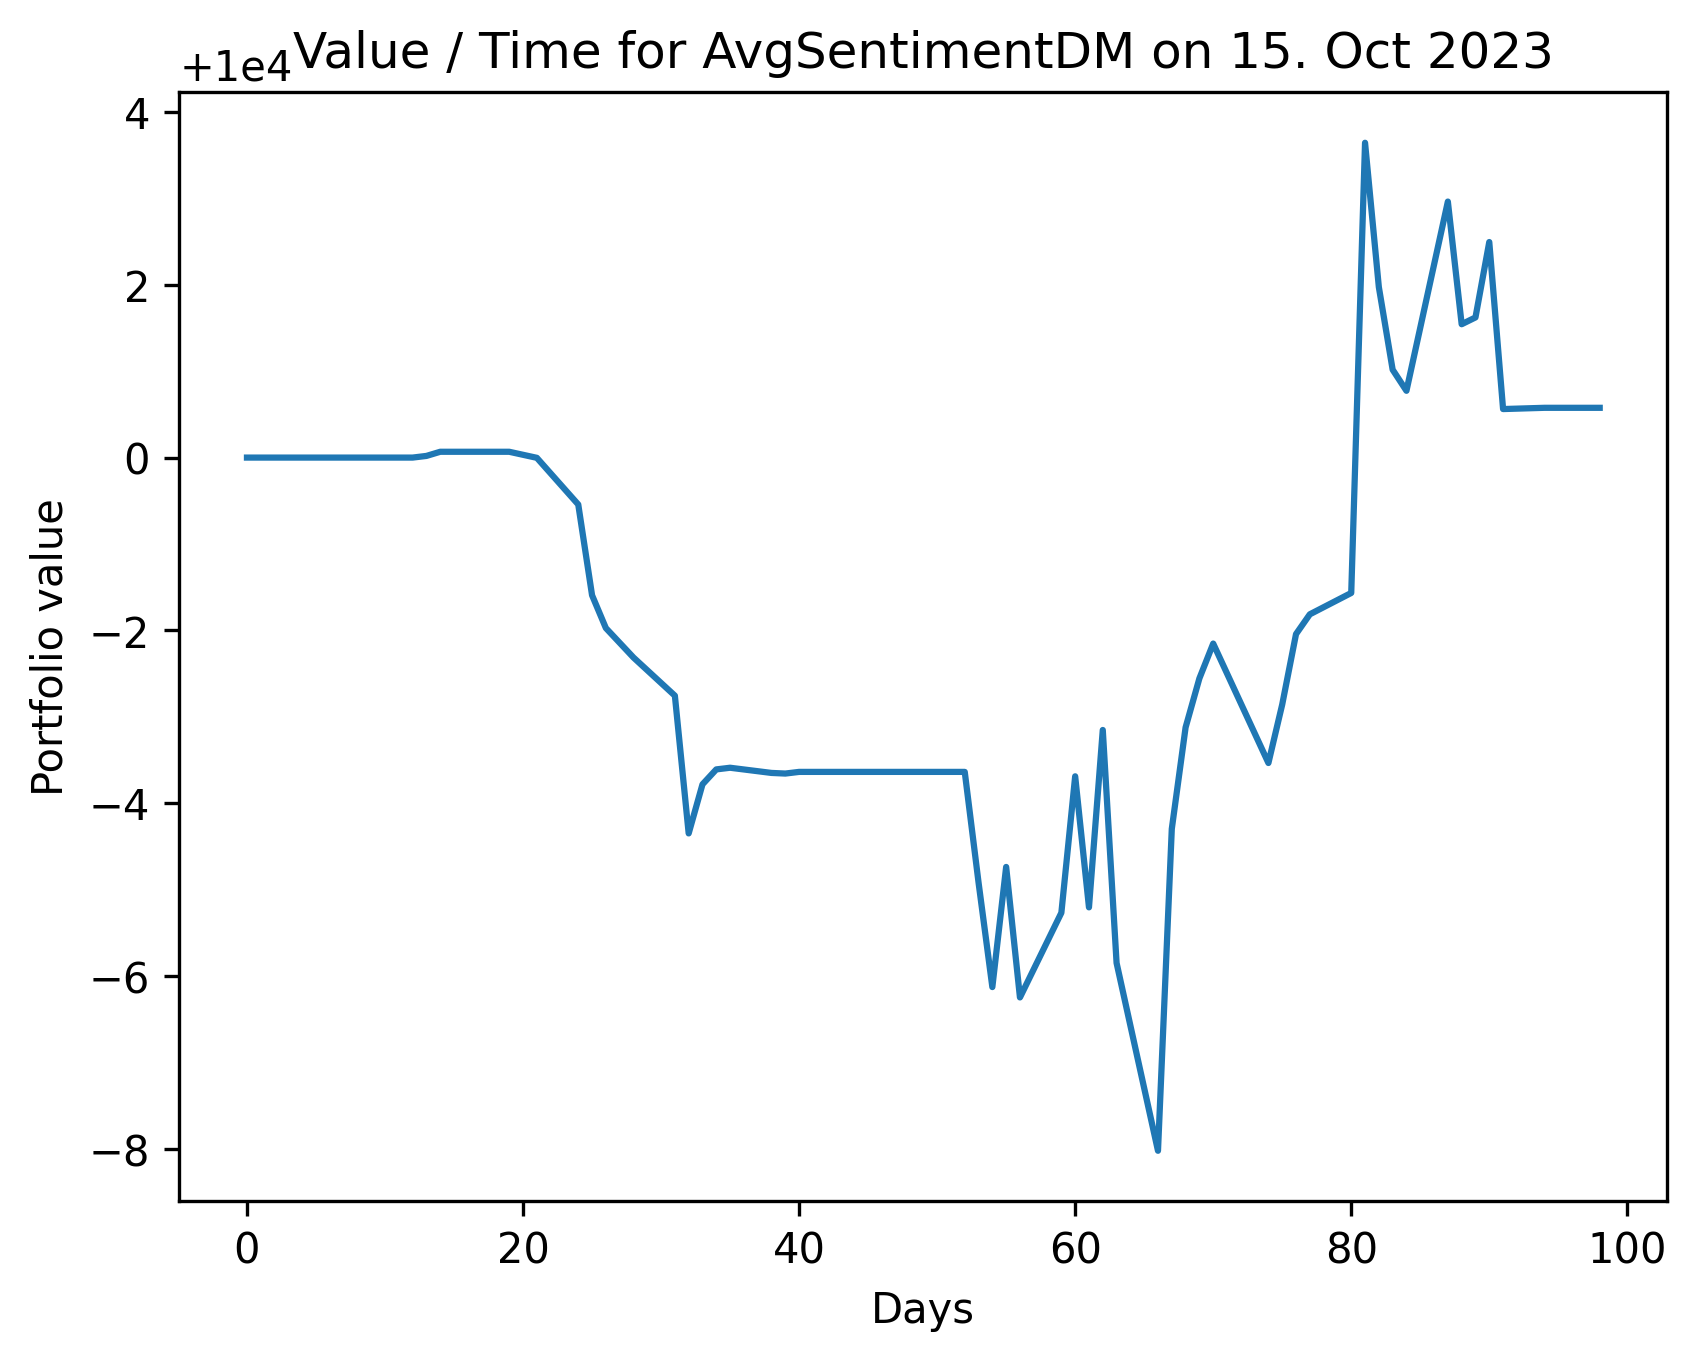 Value / Time for AvgSentimentDM on 15. Oct 2023
+1e4
4
2
0
−2
−4
−6
−8
Portfolio value
0 20 40 60 80 100
Days